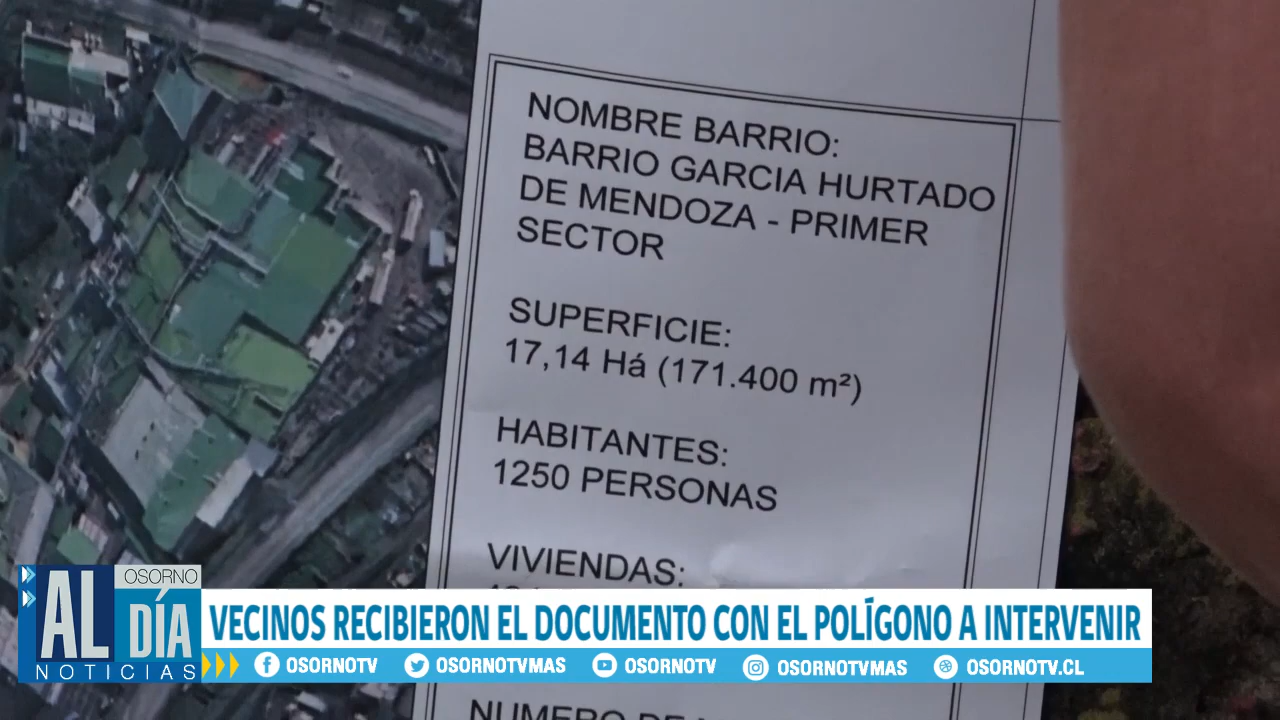 NOMBRE BARRIO:
BARRIO GARCIA HURTADO
DE MENDOZA - PRIMER
SECTOR
SUPERFICIE:
17,14 Há (171.400 m²)
HABITANTES:
1250 PERSONAS
VIVIENDAS:
OSORNO
AL DÍA
NOTICIAS
VECINOS RECIBIERON EL DOCUMENTO CON EL POLÍGONO A INTERVENIR
OSORNOTV OSORNOTVMAS OSORNOTV OSORNOTVMAS OSORNOTV.CL
NUMERO DE